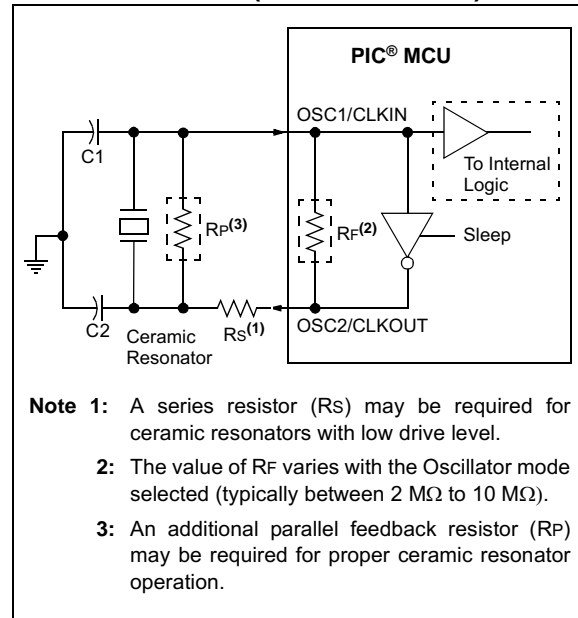 PIC® MCU
OSC1/CLKIN
C1
To Internal
Logic
RP(3)
RF(2)
Sleep
C2
Ceramic
Resonator
RS(1)
OSC2/CLKOUT
Note 1: A series resistor (RS) may be required for
ceramic resonators with low drive level.
2: The value of RF varies with the Oscillator mode
selected (typically between 2 MΩ to 10 MΩ).
3: An additional parallel feedback resistor (RP)
may be required for proper ceramic resonator
operation.